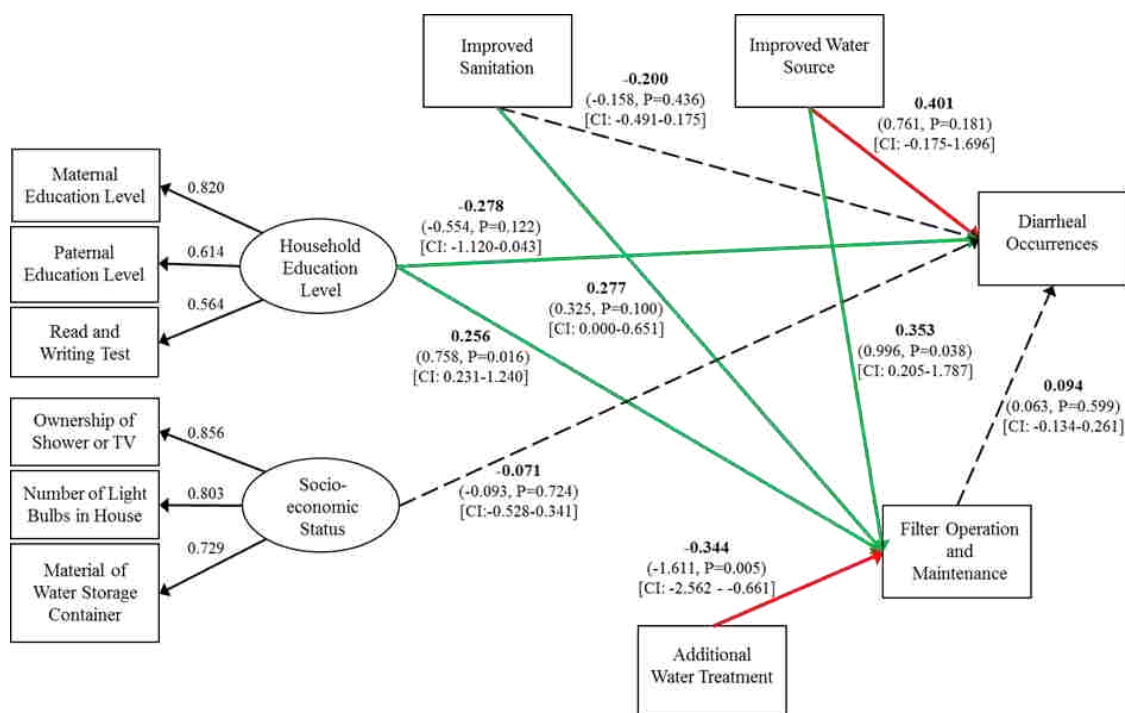 Improved
Sanitation
Improved Water
Source
-0.200
(-0.158, P=0.436)
[CI: -0.491-0.175]
0.401
(0.761, P=0.181)
[CI: -0.175-1.696]
Maternal
Education Level
0.820
Paternal
Education Level
0.614
Read and
Writing Test
0.564
Household
Education
Level
-0.278
(-0.554, P=0.122)
[CI: -1.120-0.043]
Diarrheal
Occurrences
0.277
(0.325, P=0.100)
[CI: 0.000-0.651]
0.256
(0.758, P=0.016)
[CI: 0.231-1.240]
0.353
(0.996, P=0.038)
[CI: 0.205-1.787]
0.094
(0.063, P=0.599)
[CI: -0.134-0.261]
Ownership of
Shower or TV
0.856
Number of Light
Bulbs in House
0.803
Material of
Water Storage
Container
0.729
Socio-
economic
Status
-0.071
(-0.093, P=0.724)
[CI:-0.528-0.341]
Filter Operation
and
Maintenance
-0.344
(-1.611, P=0.005)
[CI: -2.562 - -0.661]
Additional
Water Treatment